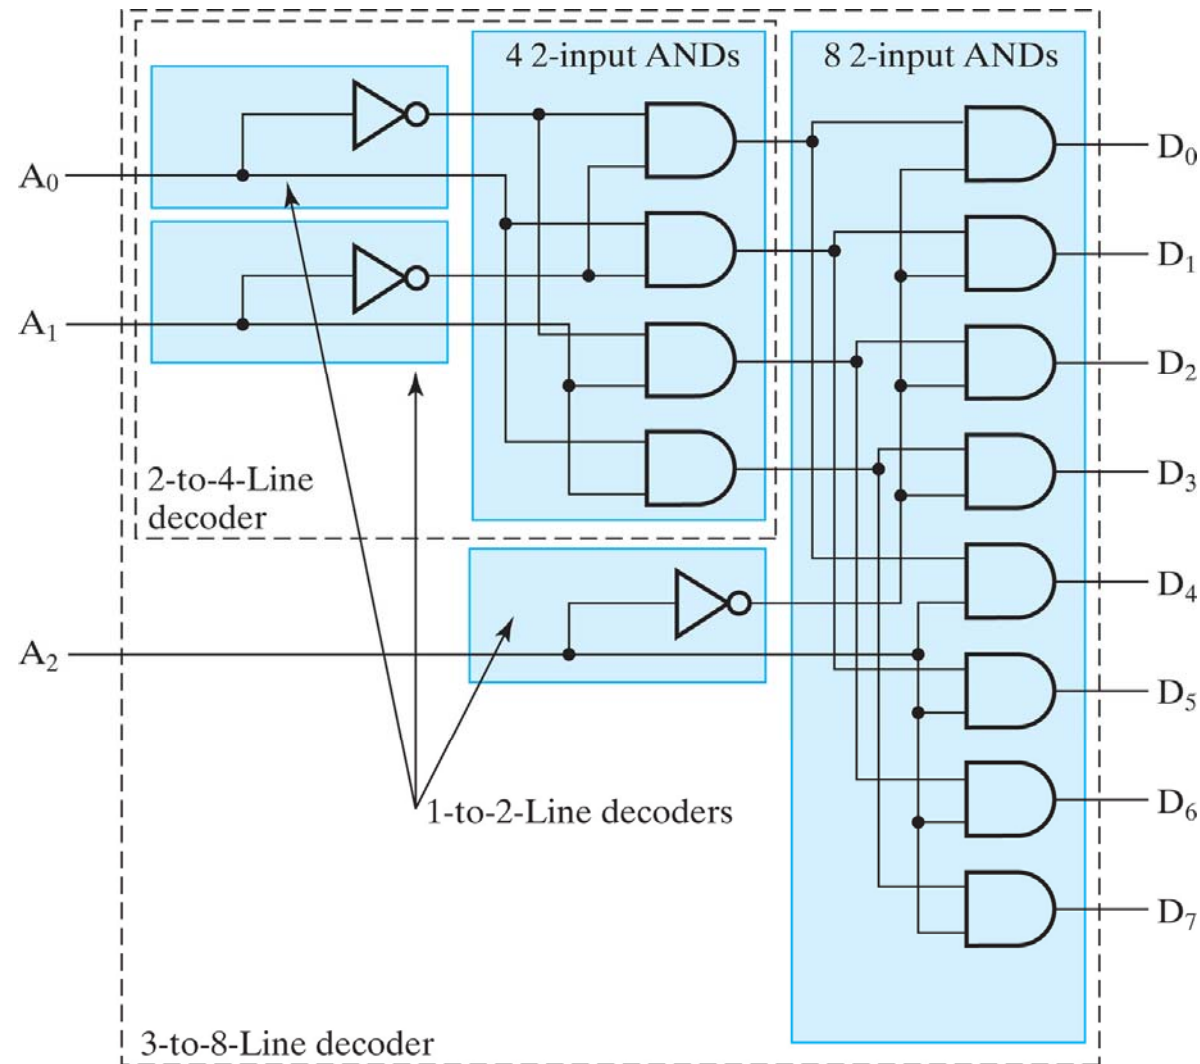 4 2-input ANDs
8 2-input ANDs
A₀
A₁
A₂
2-to-4-Line
decoder
1-to-2-Line decoders
3-to-8-Line decoder
D₀
D₁
D₂
D₃
D₄
D₅
D₆
D₇